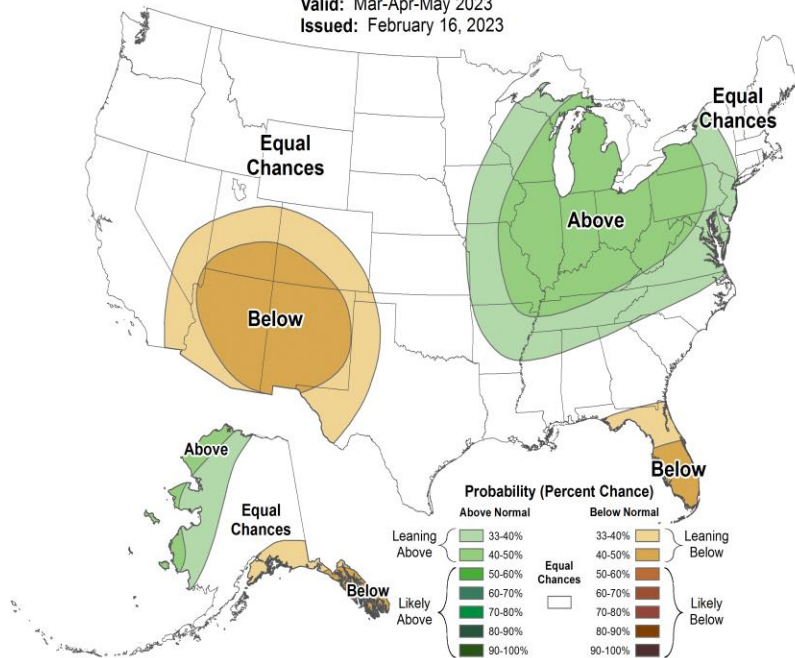 Valid: Mar-Apr-May 2023
Issued: February 16, 2023
Equal
Chances
Equal
Chances
Above
Below
Above
Equal
Chances
Below
Below
Probability (Percent Chance)
Above Normal
Below Normal
Leaning
Above
33-40%
40-50%
Likely
Above
50-60%
60-70%
70-80%
80-90%
90-100%
Equal
Chances
33-40%
40-50%
Leaning
Below
50-60%
60-70%
70-80%
80-90%
90-100%
Likely
Below